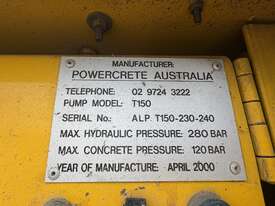 MANUFACTURER:
POWERCRETE AUSTRALIA
TELEPHONE: 02 9724 3222
PUMP MODEL: T150
SERIAL No.: ALP T150-230-240
MAX. HYDRAULIC PRESSURE: 280 BAR
MAX. CONCRETE PRESSURE: 120 BAR
YEAR OF MANUFACTURE: APRIL 2000